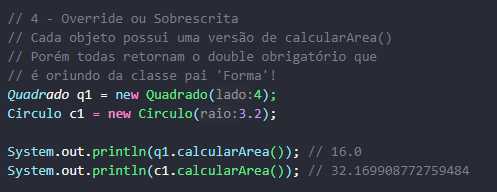 // 4 - Override ou Sobrescrita
// Cada objeto possui uma versão de calcularArea()
// Porém todas retornam o double obrigatório que
// é oriundo da classe pai 'Forma'!
Quadrado q1 = new Quadrado(lado:4);
Circulo c1 = new Circulo(raio:3.2);
System.out.println(q1.calcularArea()); // 16.0
System.out.println(c1.calcularArea()); // 32.169908772759484